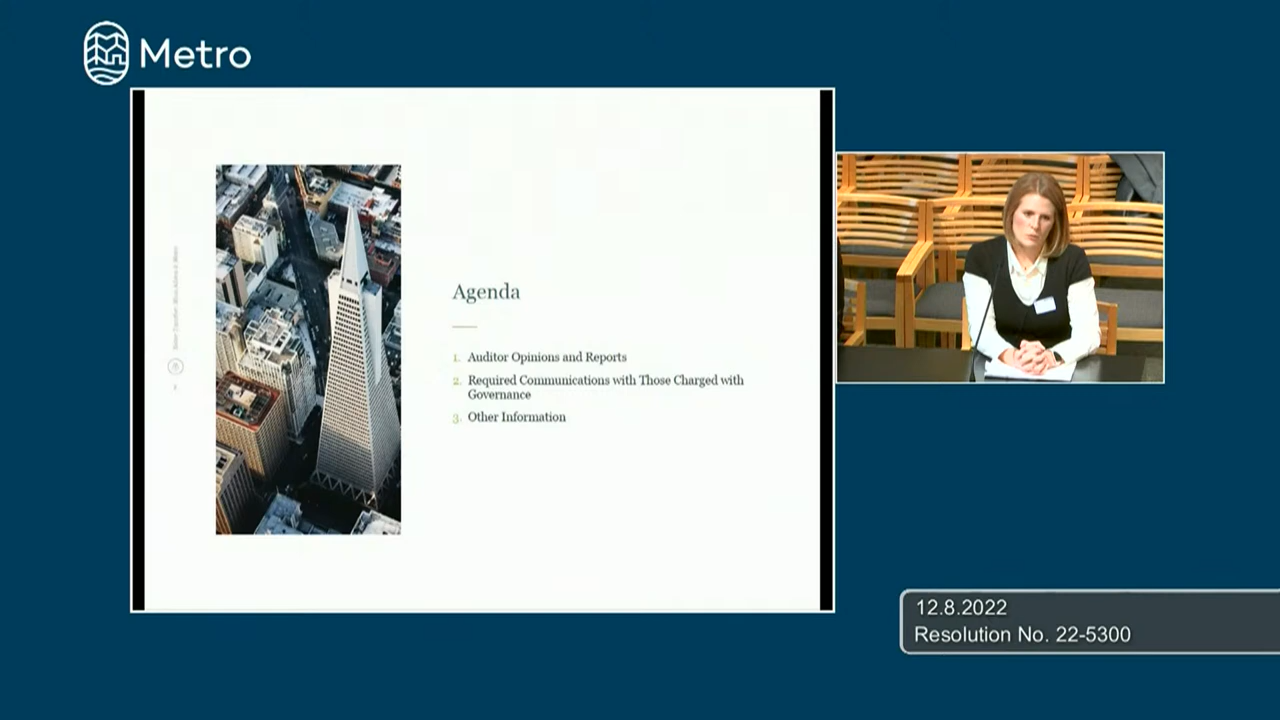 Metro
Agenda
1. Auditor Opinions and Reports
2. Required Communications with Those Charged with
Governance
3. Other Information
12.8.2022
Resolution No. 22-5300